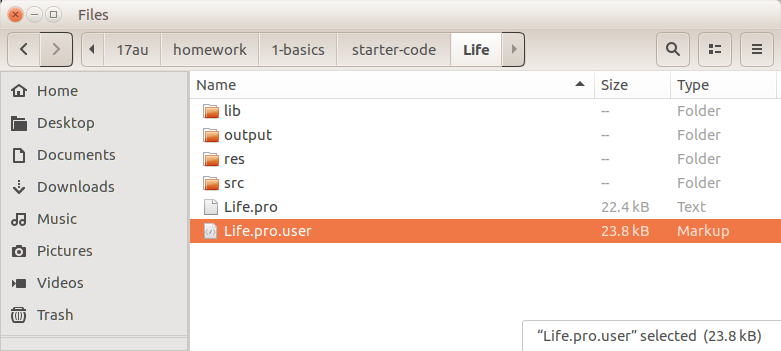 Files
17au homework 1-basics starter-code Life
Home
Desktop
Documents
Downloads
Music
Pictures
Videos
Trash
Name Size Type
lib -- Folder
output -- Folder
res -- Folder
src -- Folder
Life.pro 22.4 kB Text
Life.pro.user 23.8 kB Markup
“Life.pro.user” selected (23.8 kB)